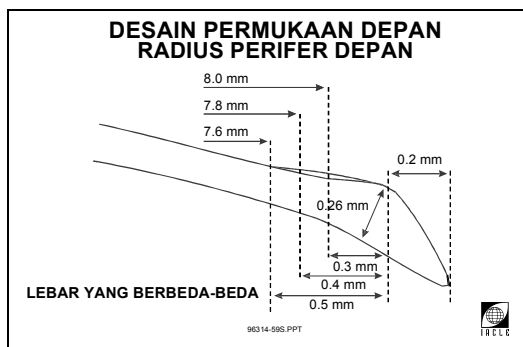 DESAIN PERMUKAAN DEPAN
RADIUS PERIFER DEPAN
8.0 mm
7.8 mm
7.6 mm
0.2 mm
0.26 mm
0.3 mm
0.4 mm
0.5 mm
LEBAR YANG BERBEDA-BEDA
96314-59S.PPT
IACLE